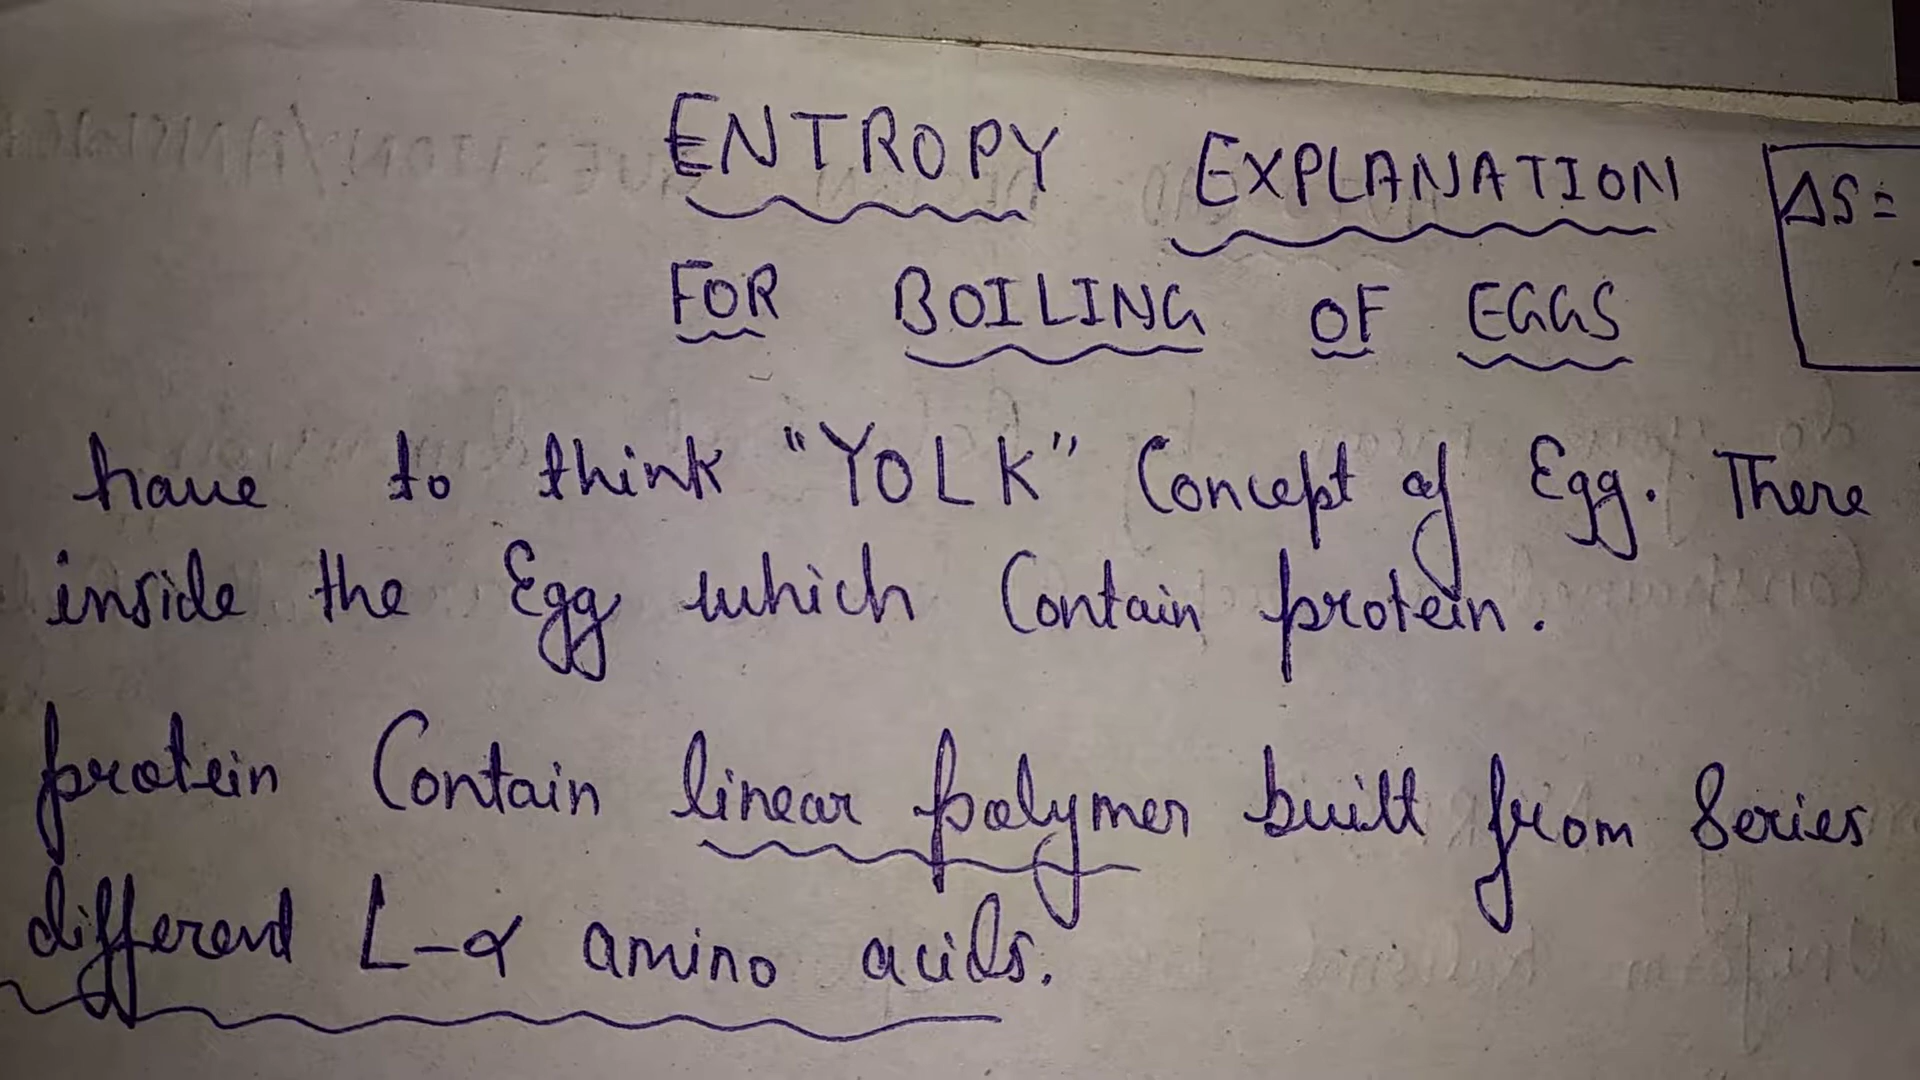 ENTROPY EXPLANATION
ΔS=
FOR BOILING OF EGGS
have to think "YOLK" Concept of Egg. There
inside the Egg which Contain protein.
protein Contain linear polymer built from Series
different L-α amino acids.